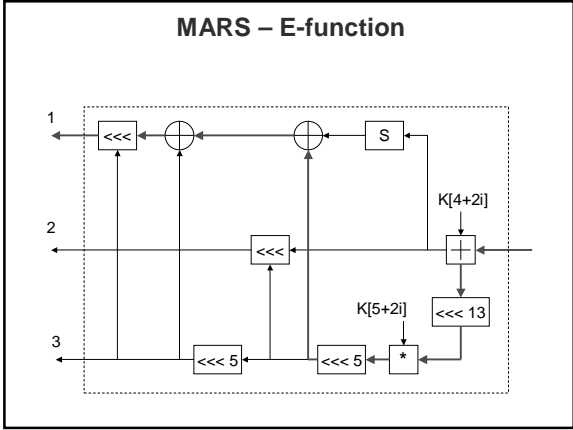 MARS – E-function
1
<<<
S
K[4+2i]
2
<<<
<<< 13
K[5+2i]
3
<<< 5
<<< 5
*